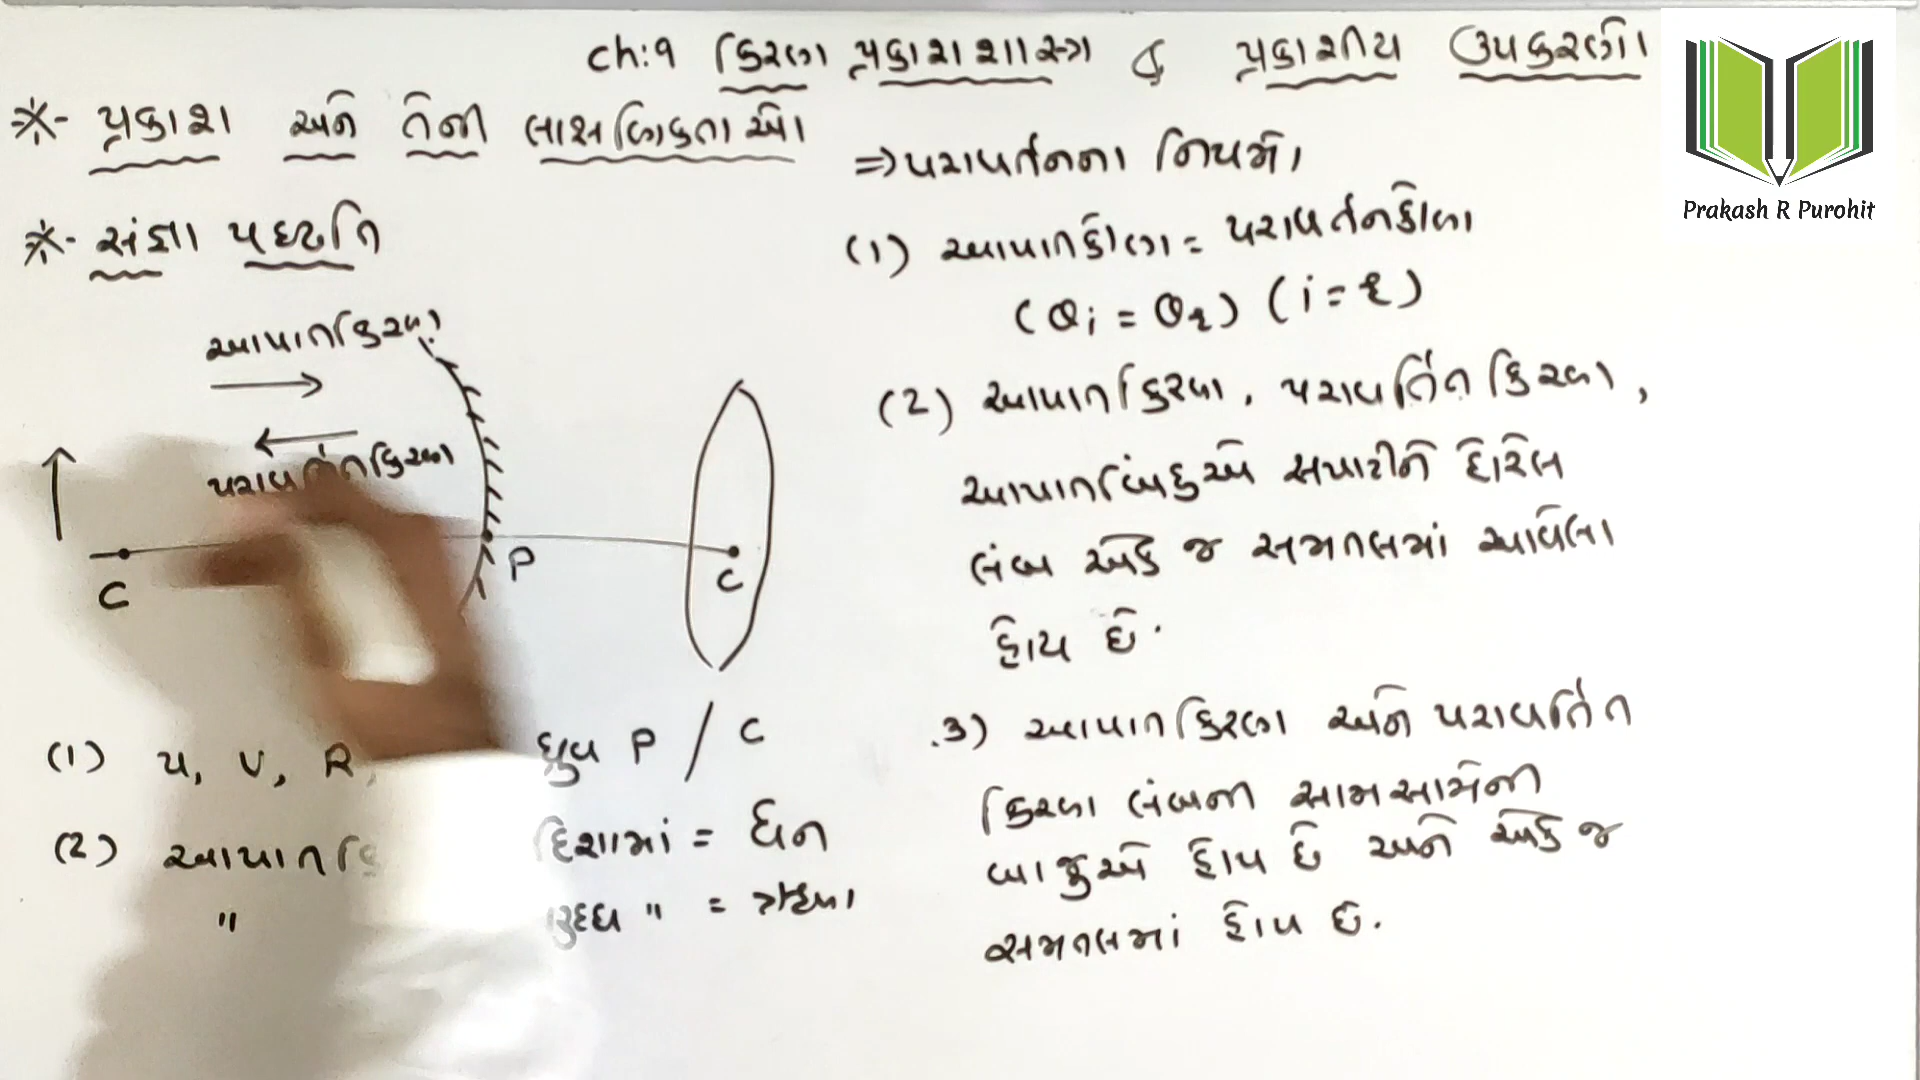 ch:9 કિરણ પ્રકાશશાસ્ત્ર & પ્રકાશીય ઉપકરણો
Prakash R Purohit
* પ્રકાશ અને તેની લાક્ષણિકતાઓ
* સંજ્ઞા પદ્ધતિ
આપાતકિરણ
પરાવર્તિત કિરણ
P
C
C
(1) u, v, R, ધ્રુવ P / C
(2) આપાત દિશામાં = ધન
" " = ઋણ
⇒ પરાવર્તનના નિયમો
(1) આપાતકોણ = પરાવર્તનકોણ
(θi = θr) (i = r)
(2) આપાતકિરણ, પરાવર્તિત કિરણ,
આપાતબિંદુએ સપાટીને દોરેલ
લંબ એક જ સમતલમાં આવેલા
હોય છે.
.3) આપાતકિરણ અને પરાવર્તિત
કિરણ લંબની સામસામેની
બાજુએ હોય છે અને એક જ
સમતલમાં હોય છે.